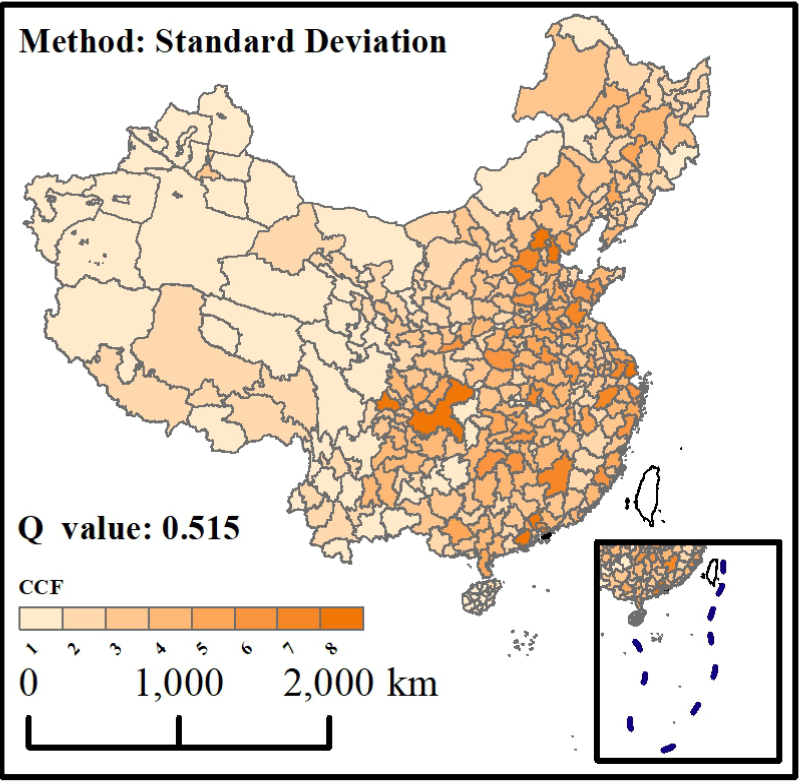 Method: Standard Deviation
Q value: 0.515
CCF
1 2 3 4 5 6 7 8
0 1,000 2,000 km